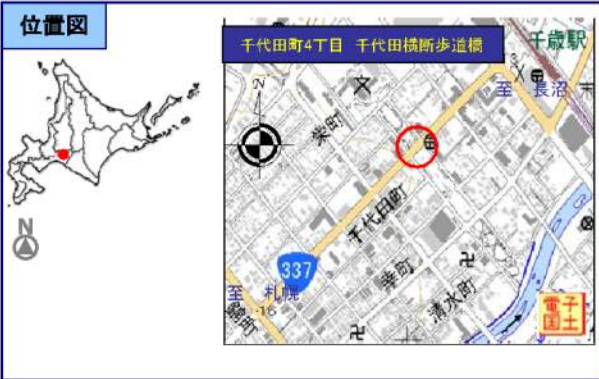 位置図
千代田町4丁目 千代田横断歩道橋
千歳駅
至 長沼
栄町
千代田町
幸町
清水町
337
至 札幌
16
N
電子
国土